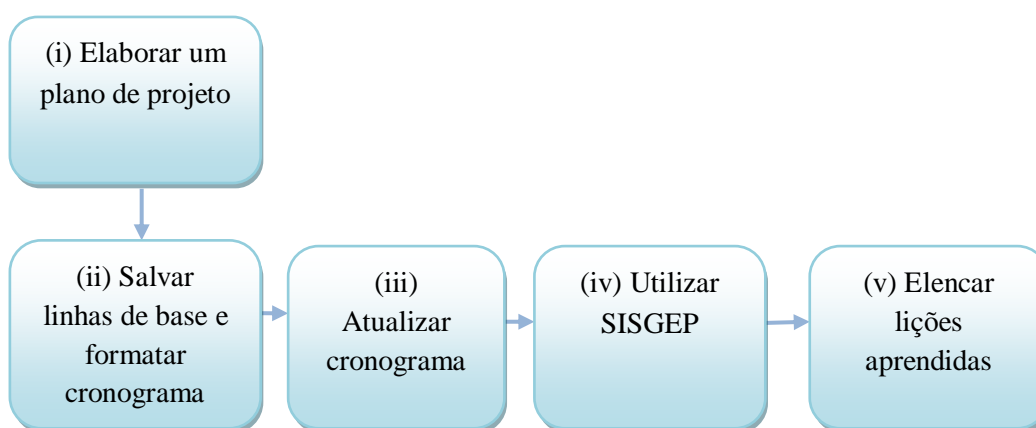 (i) Elaborar um
plano de projeto
(ii) Salvar
linhas de base e
formatar
cronograma
(iii)
Atualizar
cronograma
(iv) Utilizar
SISGEP
(v) Elencar
lições
aprendidas